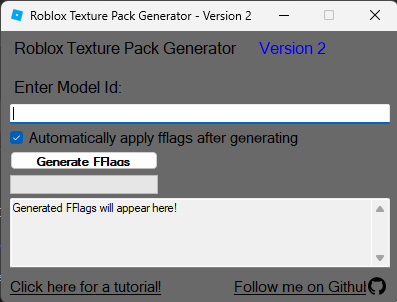 Roblox Texture Pack Generator - Version 2
Roblox Texture Pack Generator Version 2
Enter Model Id:
Automatically apply fflags after generating
Generate FFlags
Generated FFlags will appear here!
Click here for a tutorial! Follow me on Githul